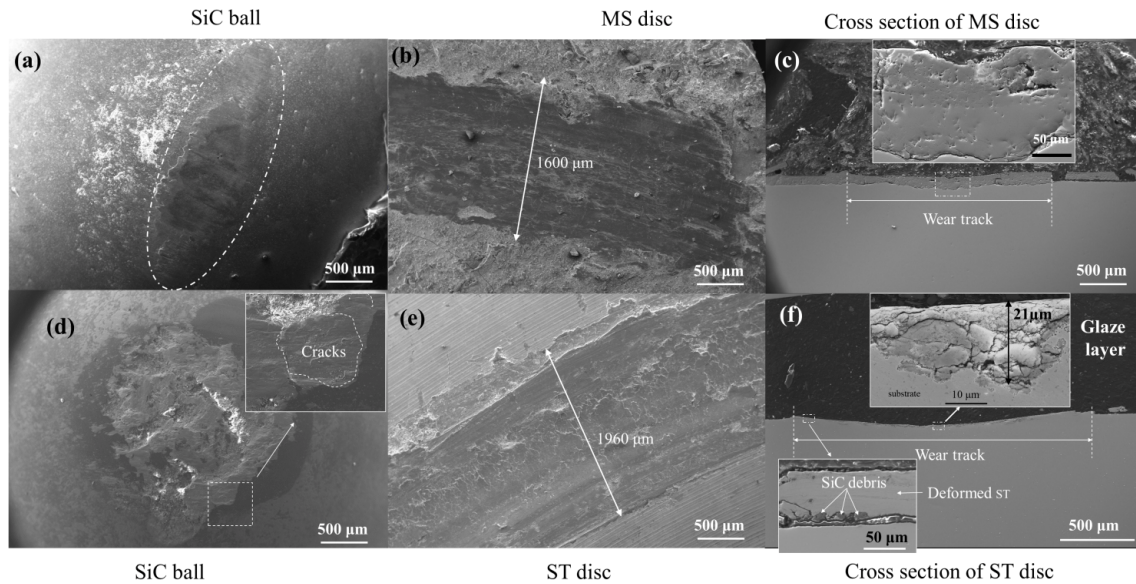 SiC ball
MS disc
Cross section of MS disc
(a)
500 µm
(b)
1600 µm
500 µm
(c)
50 µm
Wear track
500 µm
(d)
Cracks
500 µm
(e)
1960 µm
500 µm
(f)
21µm
Glaze
layer
substrate
10 µm
Wear track
SiC debris
Deformed ST
50 µm
500 µm
SiC ball
ST disc
Cross section of ST disc